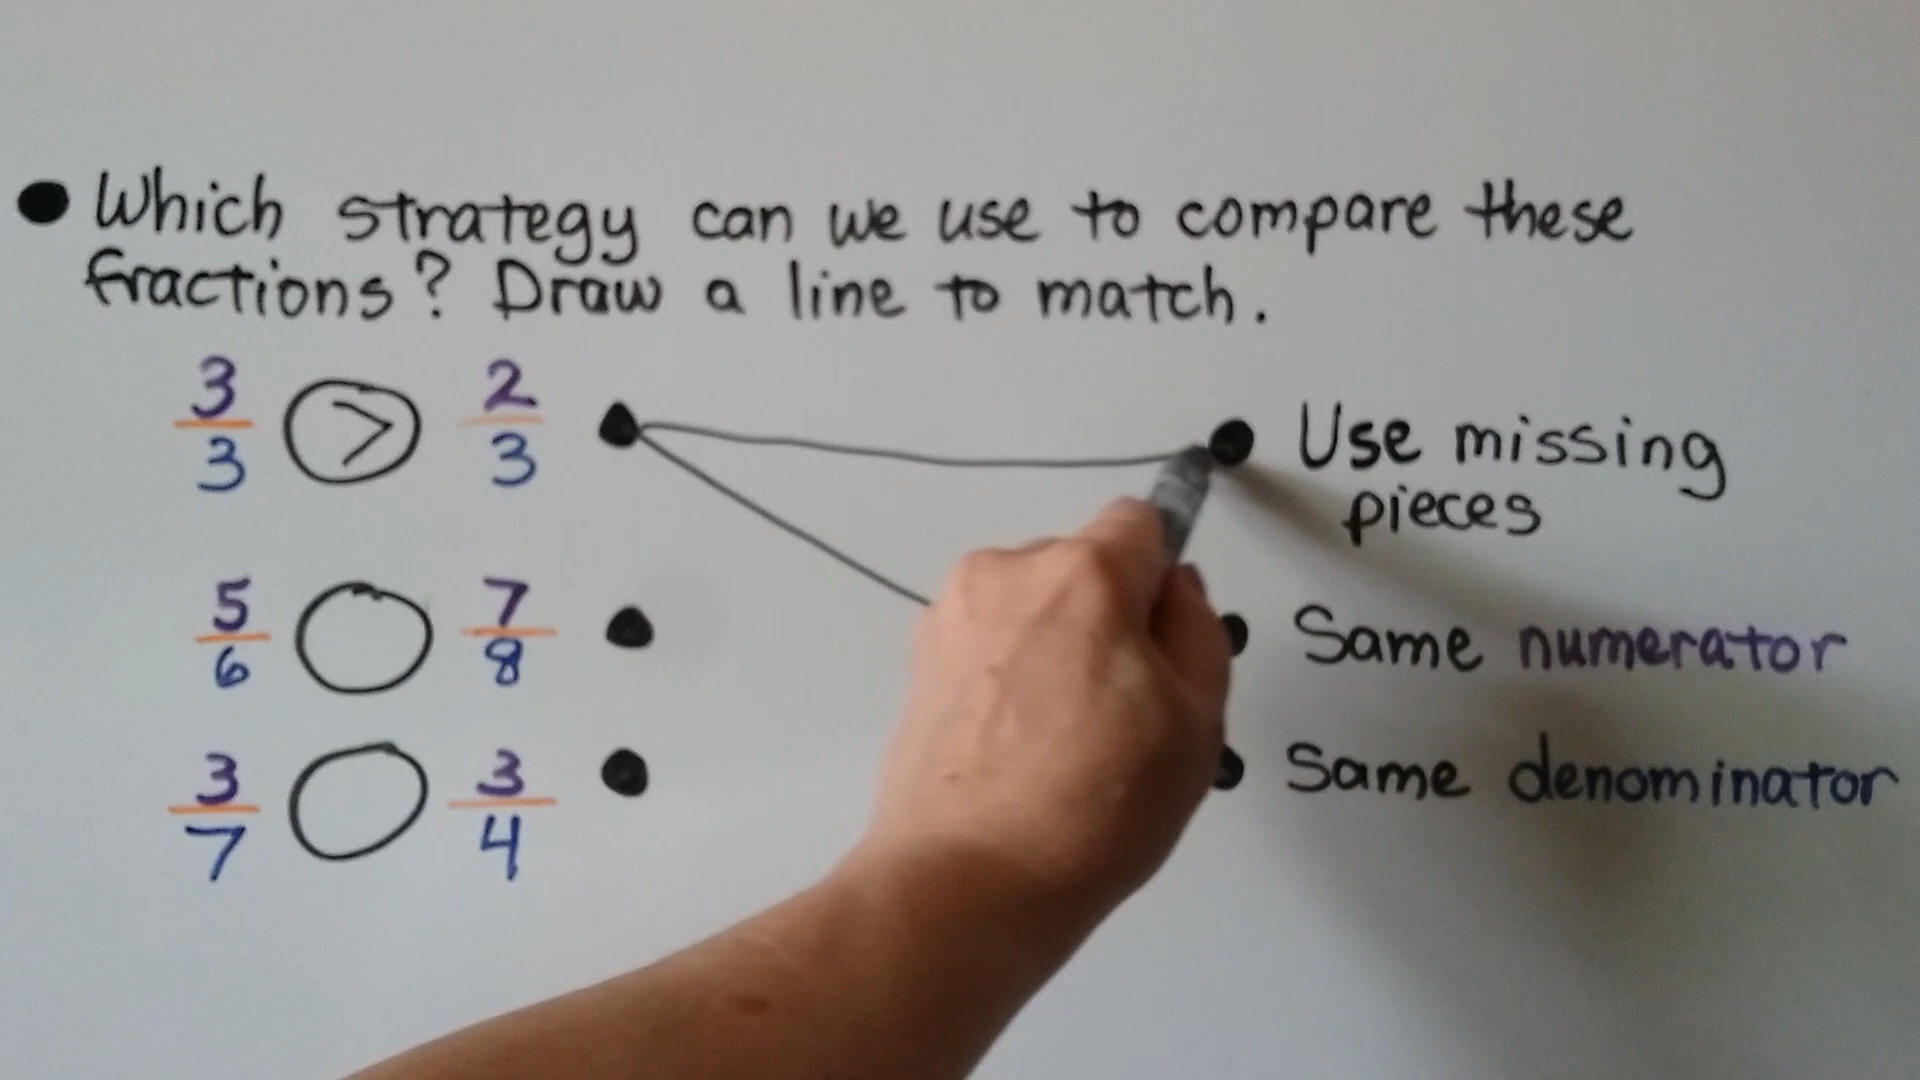 Which strategy can we use to compare these
fractions? Draw a line to match.
3/3 > 2/3
Use missing
pieces
5/6 7/8
Same numerator
3/7 3/4
Same denominator